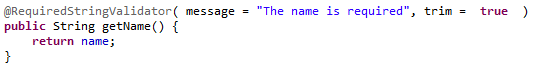 @RequiredStringValidator( message = "The name is required", trim =  true  )
public String getName() {
    return name;
}